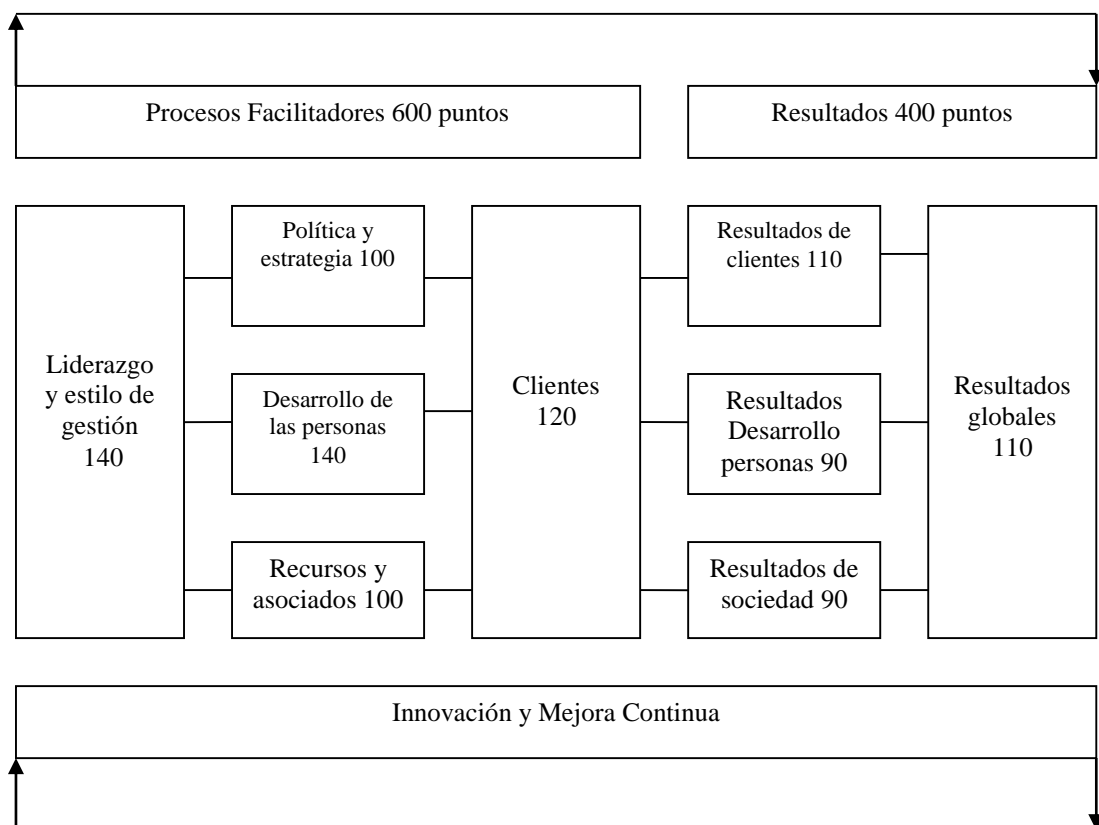 Procesos Facilitadores 600 puntos
Resultados 400 puntos
Liderazgo
y estilo de
gestión
140
Política y
estrategia 100
Desarrollo de
las personas
140
Recursos y
asociados 100
Clientes
120
Resultados de
clientes 110
Resultados
Desarrollo
personas 90
Resultados de
sociedad 90
Resultados
globales
110
Innovación y Mejora Continua